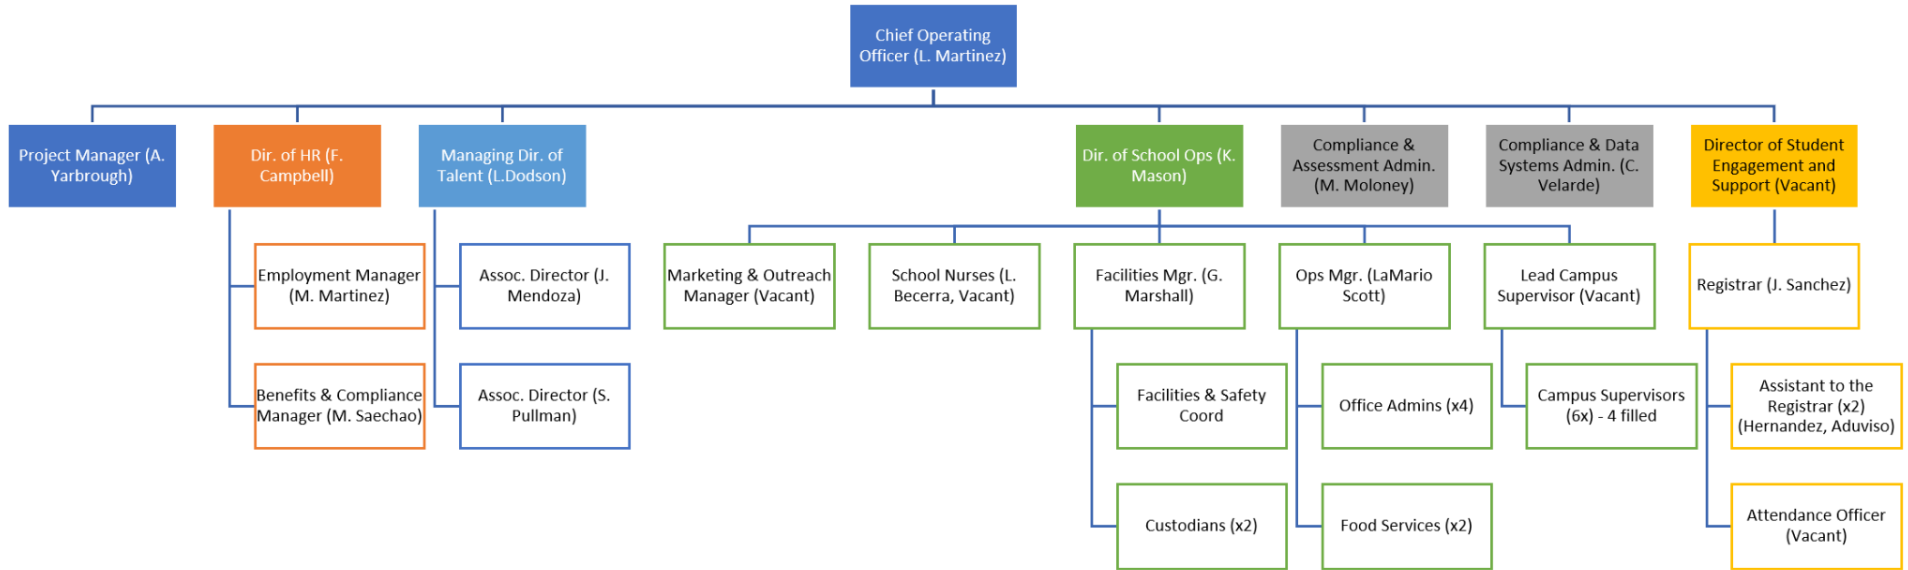 Chief Operating
Officer (L. Martinez)
Project Manager (A.
Yarbrough)
Dir. of HR (F.
Campbell)
Managing Dir. of
Talent (L.Dodson)
Dir. of School Ops (K.
Mason)
Compliance &
Assessment Admin.
(M. Moloney)
Compliance & Data
Systems Admin. (C.
Velarde)
Director of Student
Engagement and
Support (Vacant)
Employment Manager
(M. Martinez)
Assoc. Director (J.
Mendoza)
Marketing & Outreach
Manager (Vacant)
School Nurses (L.
Becerra, Vacant)
Facilities Mgr. (G.
Marshall)
Ops Mgr. (LaMario
Scott)
Lead Campus
Supervisor (Vacant)
Registrar (J. Sanchez)
Benefits & Compliance
Manager (M. Saechao)
Assoc. Director (S.
Pullman)
Facilities & Safety
Coord
Office Admins (x4)
Campus Supervisors
(6x) - 4 filled
Assistant to the
Registrar (x2)
(Hernandez, Aduviso)
Custodians (x2)
Food Services (x2)
Attendance Officer
(Vacant)